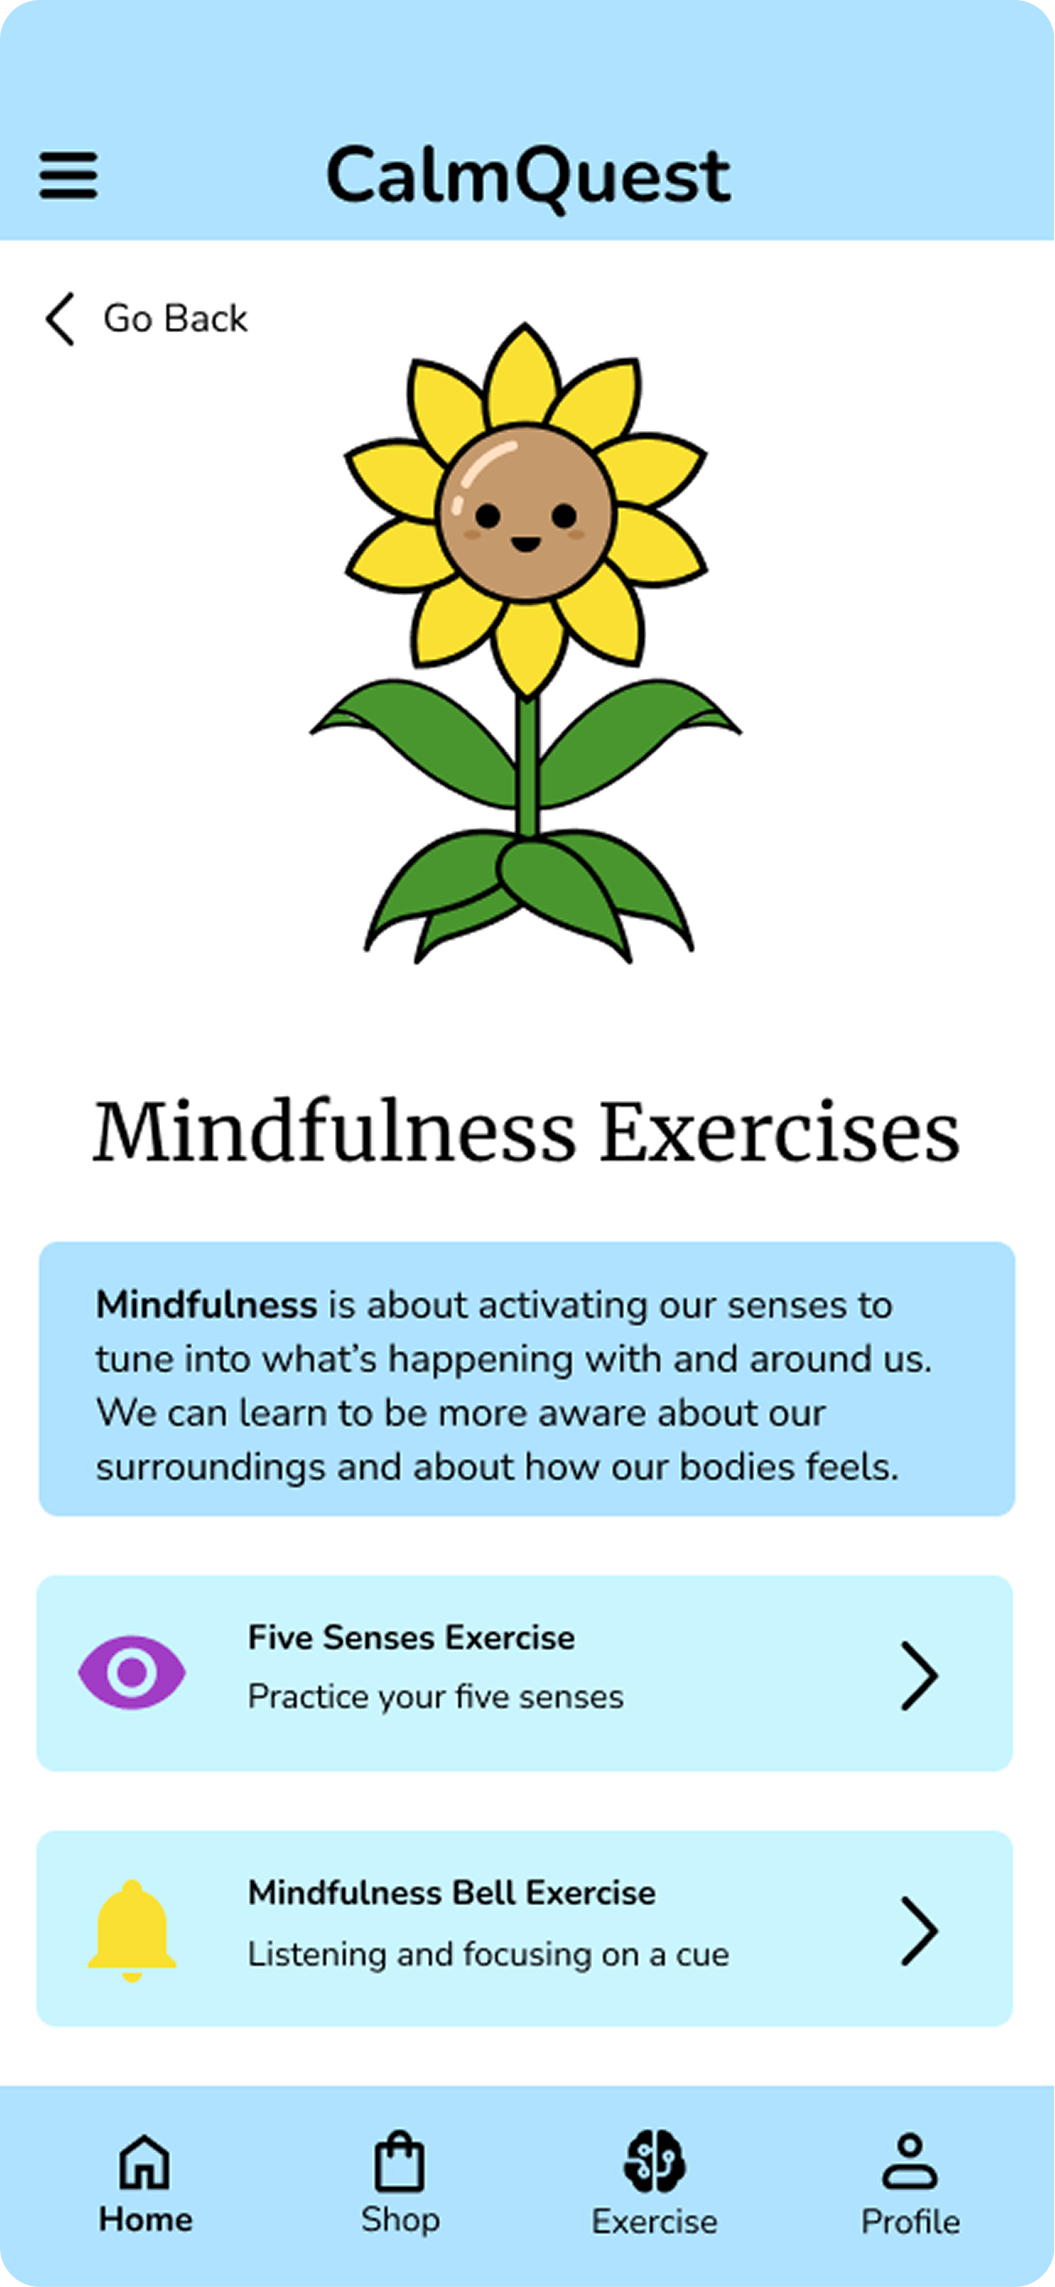 CalmQuest
Go Back
Mindfulness Exercises
Mindfulness is about activating our senses to
tune into what’s happening with and around us.
We can learn to be more aware about our
surroundings and about how our bodies feels.
Five Senses Exercise
Practice your five senses
Mindfulness Bell Exercise
Listening and focusing on a cue
Home
Shop
Exercise
Profile